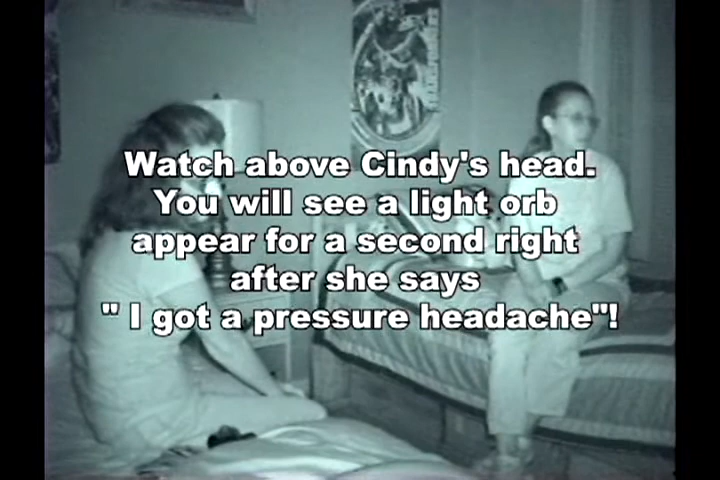 Watch above Cindy's head.
You will see a light orb
appear for a second right
after she says
" I got a pressure headache"!